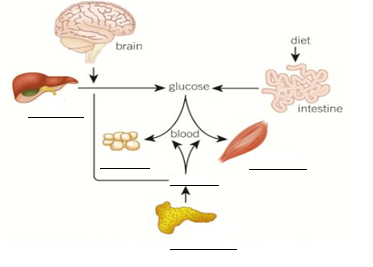 brain
diet
glucose
intestine
blood